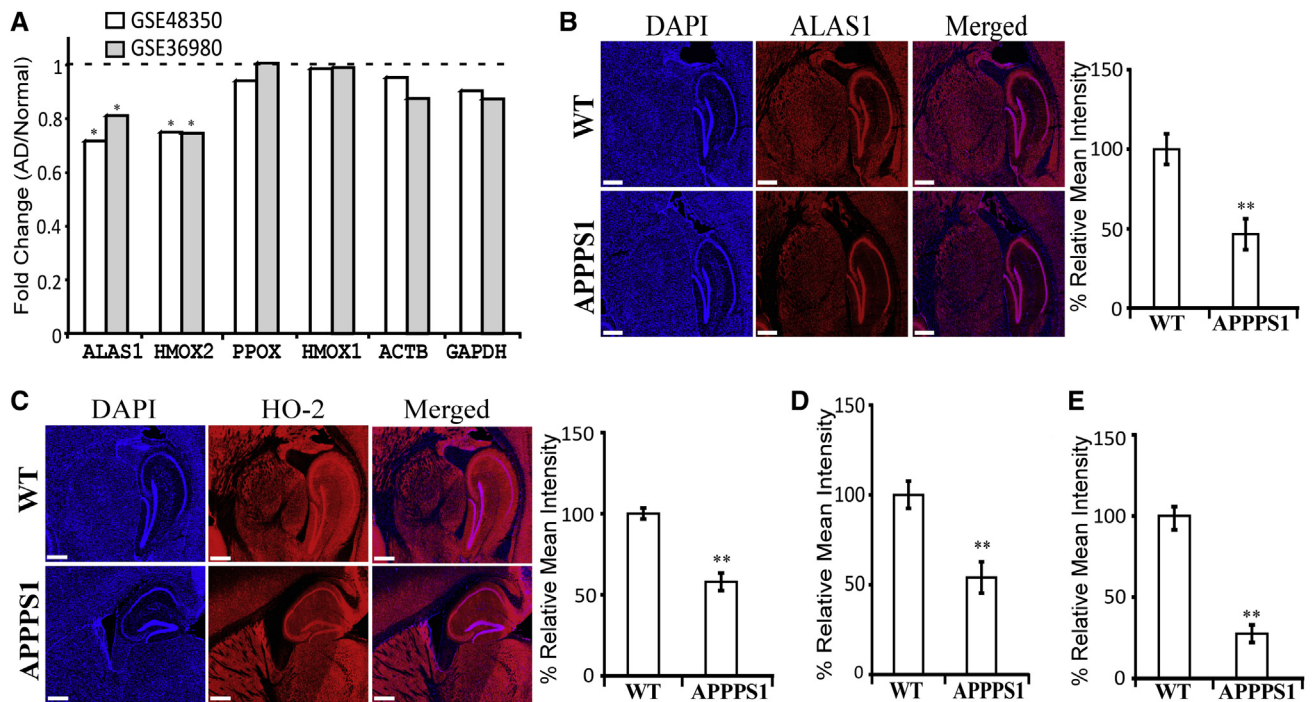 A
GSE48350
GSE36980
Fold Change (AD/Normal)
1
0.8
0.6
0.4
0.2
0
* * * *
ALAS1 HMOX2 PPOX HMOX1 ACTB GAPDH
B
DAPI ALAS1 Merged
WT
APPPS1
% Relative Mean Intensity
150
100
50
0
**
WT APPPS1
C
DAPI HO-2 Merged
WT
APPPS1
% Relative Mean Intensity
150
100
50
0
**
WT APPPS1
D
% Relative Mean Intensity
150
100
50
0
**
WT APPPS1
E
% Relative Mean Intensity
150
100
50
0
**
WT APPPS1